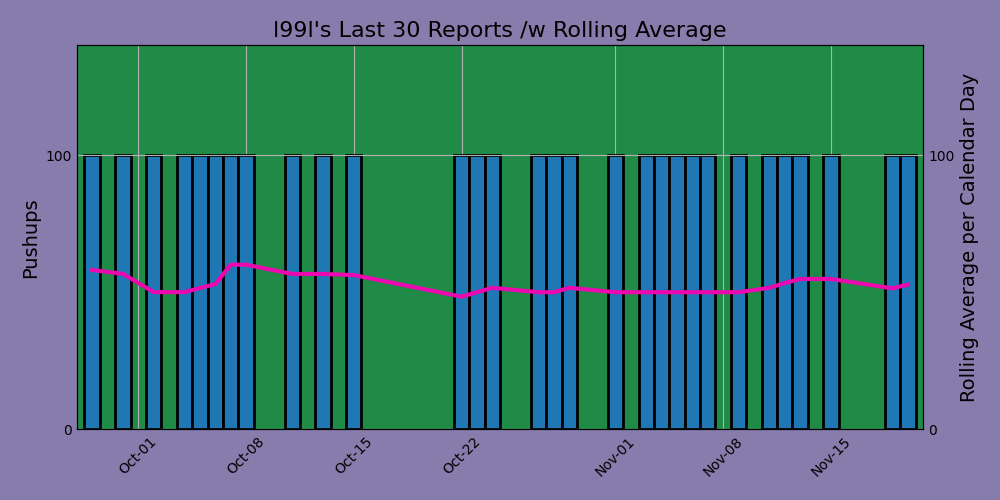 l99l's Last 30 Reports /w Rolling Average
Pushups
100
0
100
0
Rolling Average per Calendar Day
Oct-01
Oct-08
Oct-15
Oct-22
Nov-01
Nov-08
Nov-15